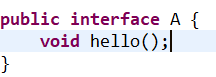 public interface A {
    void hello();
}